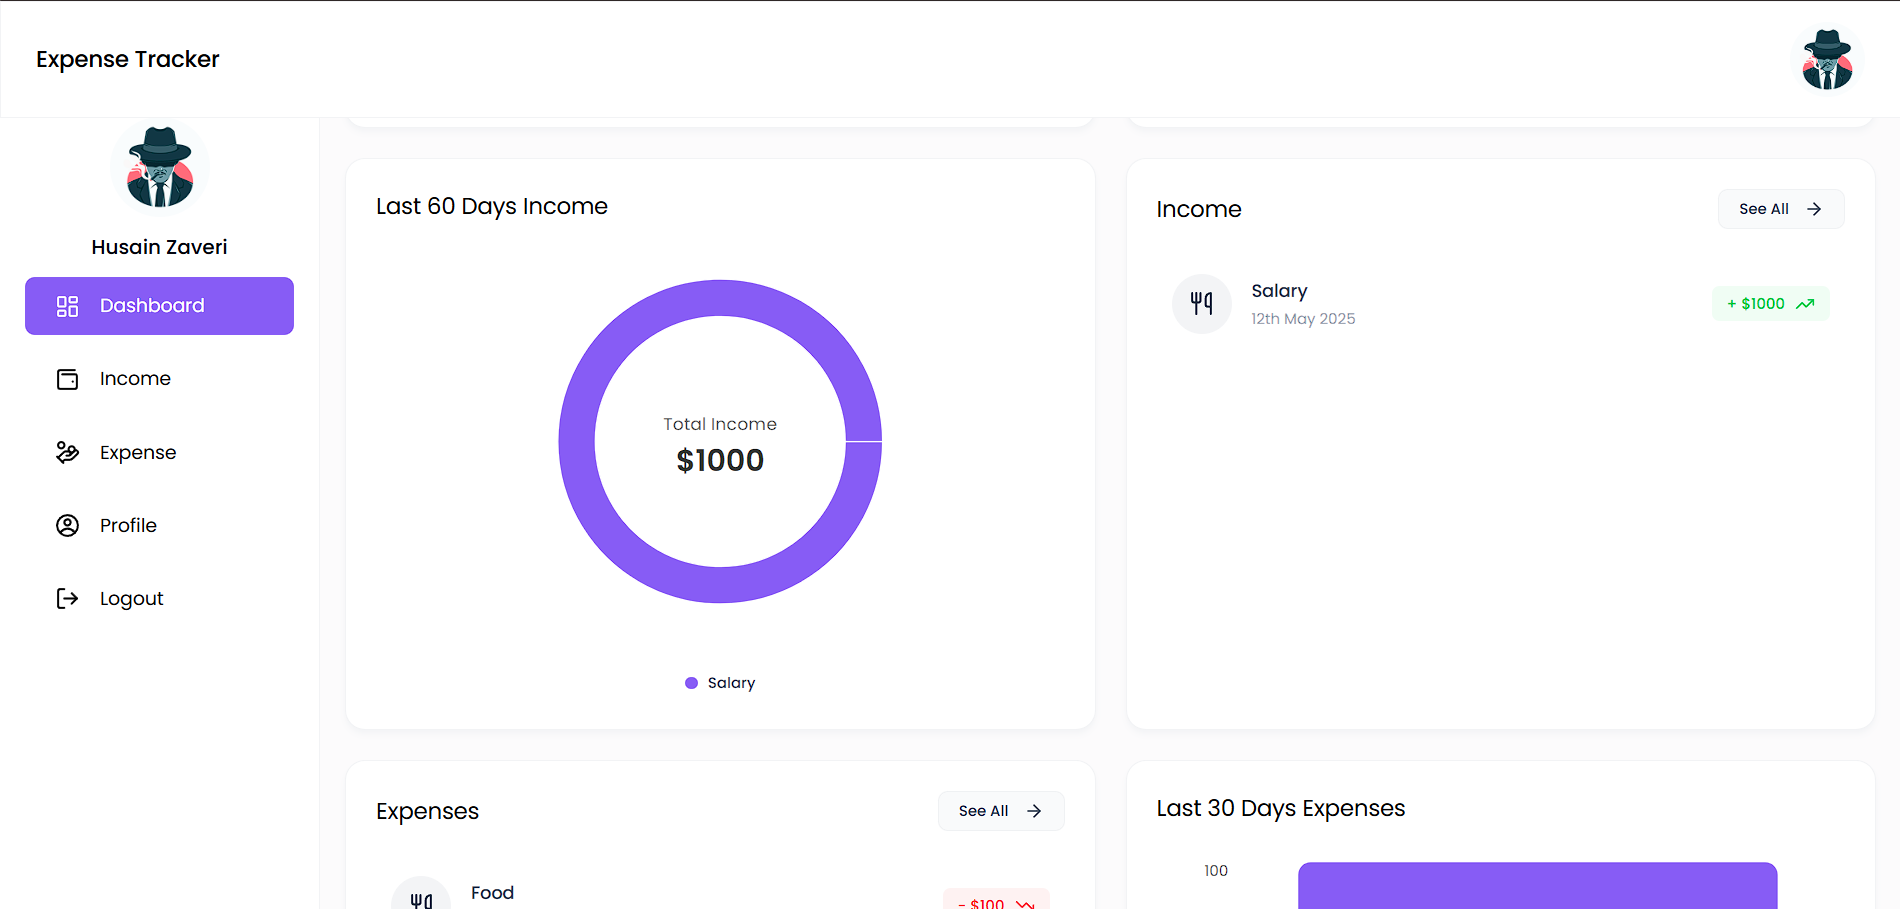 Expense Tracker
Husain Zaveri
Dashboard
Income
Expense
Profile
Logout
Last 60 Days Income
Total Income
$1000
Salary
Income
See All
Salary
12th May 2025
+ $1000
Expenses
See All
Food
- $100
Last 30 Days Expenses
100